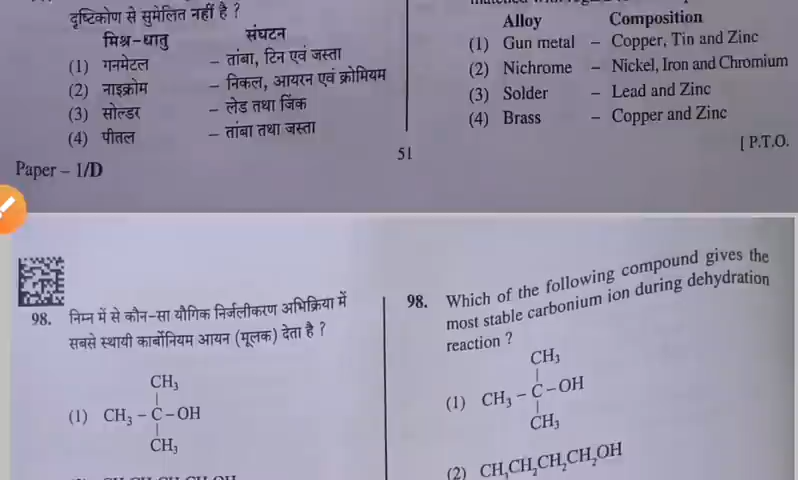 दृष्टिकोण से सुमेलित नहीं है ?
मिश्र-धातु संघटन
(1) गनमेटल – तांबा, टिन एवं जस्ता
(2) नाइक्रोम – निकल, आयरन एवं क्रोमियम
(3) सोल्डर – लेड तथा जिंक
(4) पीतल – तांबा तथा जस्ता
Paper – 1/D
51
Alloy Composition
(1) Gun metal – Copper, Tin and Zinc
(2) Nichrome – Nickel, Iron and Chromium
(3) Solder – Lead and Zinc
(4) Brass – Copper and Zinc
[ P.T.O.
98. निम्न में से कौन-सा यौगिक निर्जलीकरण अभिक्रिया में
सबसे स्थायी कार्बोनियम आयन (मूलक) देता है ?
CH₃
(1) CH₃ – C – OH
CH₃
98. Which of the following compound gives the
most stable carbonium ion during dehydration
reaction ?
CH₃
(1) CH₃ – C – OH
CH₃
(2) CH₃CH₂CH₂CH₂OH